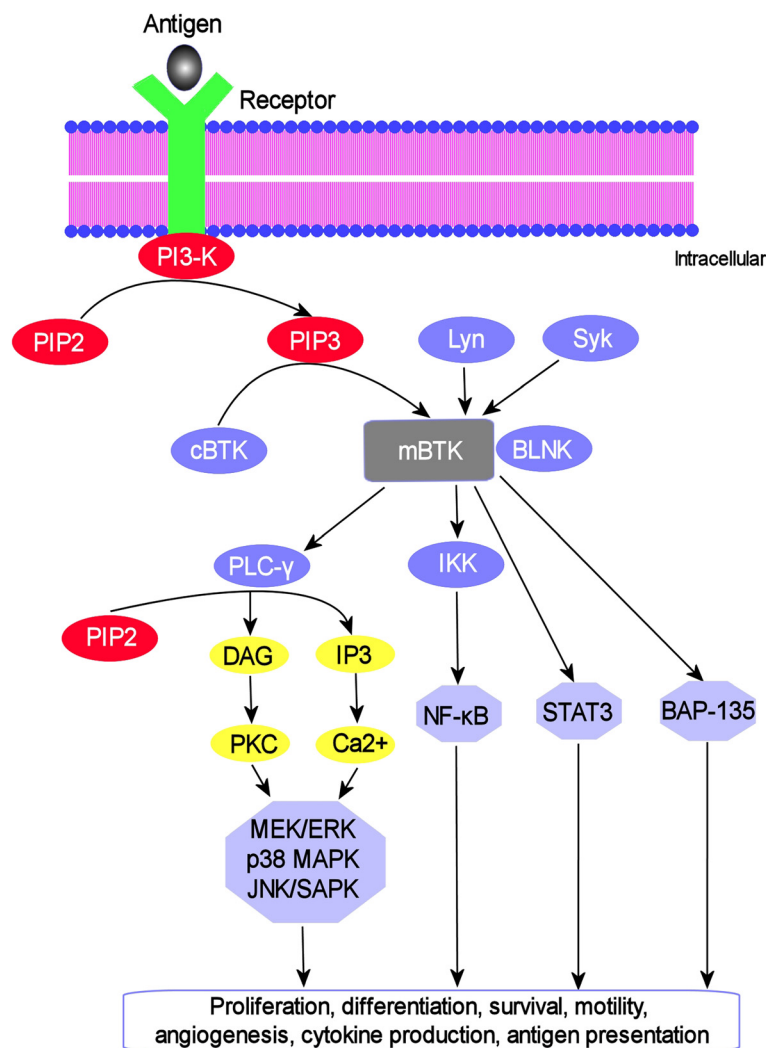 Antigen
Receptor
PI3-K
Intracellular
PIP2
PIP3
Lyn
Syk
cBTK
mBTK
BLNK
PLC-γ
IKK
PIP2
DAG
IP3
NF-κB
STAT3
BAP-135
PKC
Ca2+
MEK/ERK
p38 MAPK
JNK/SAPK
Proliferation, differentiation, survival, motility,
angiogenesis, cytokine production, antigen presentation